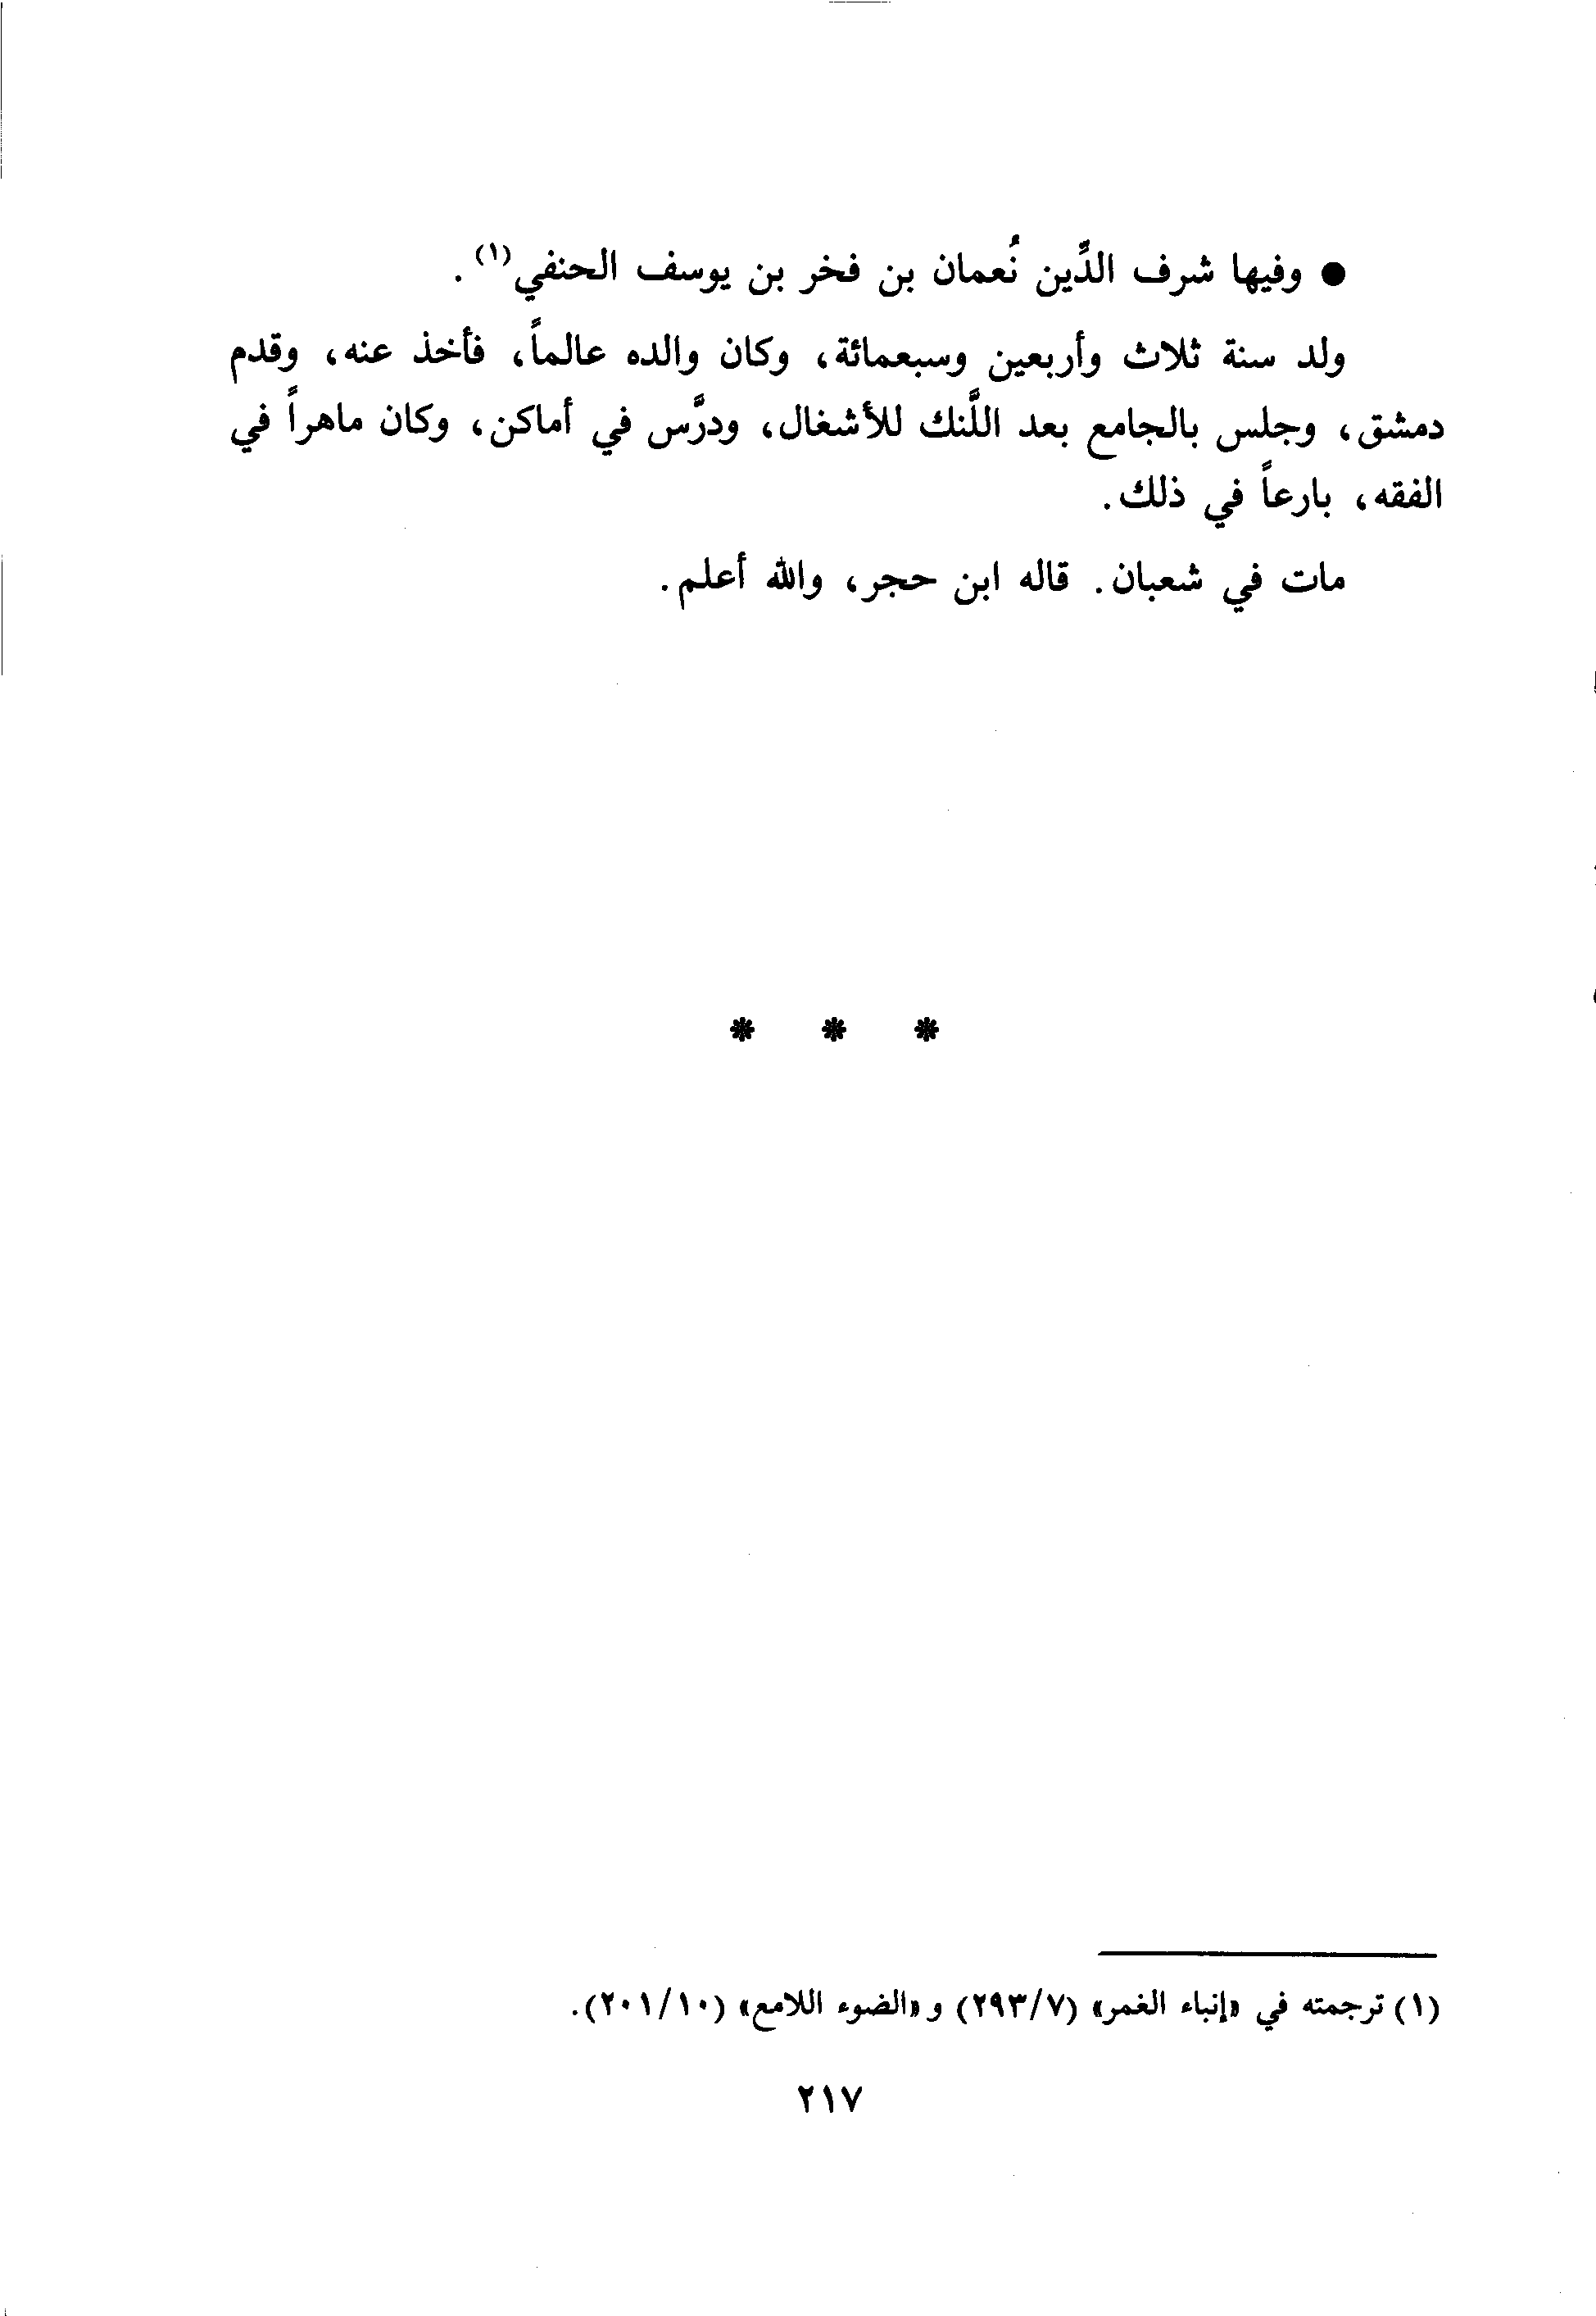 ● وفيها شرف الدِّين نُعمان بن فخر بن يوسف الحنفي(١).
ولد سنة ثلاث وأربعين وسبعمائة، وكان والده عالماً، فأخذ عنه، وقدم
دمشق، وجلس بالجامع بعد اللَّنك للأشغال، ودرَّس في أماكن، وكان ماهراً في
الفقه، بارعاً في ذلك.
مات في شعبان. قاله ابن حجر، والله أعلم.
* * *
(١) ترجمته في «إنباء الغمر» (٢٩٣/٧) و «الضوء اللامع» (٢٠١/١٠).
٢١٧